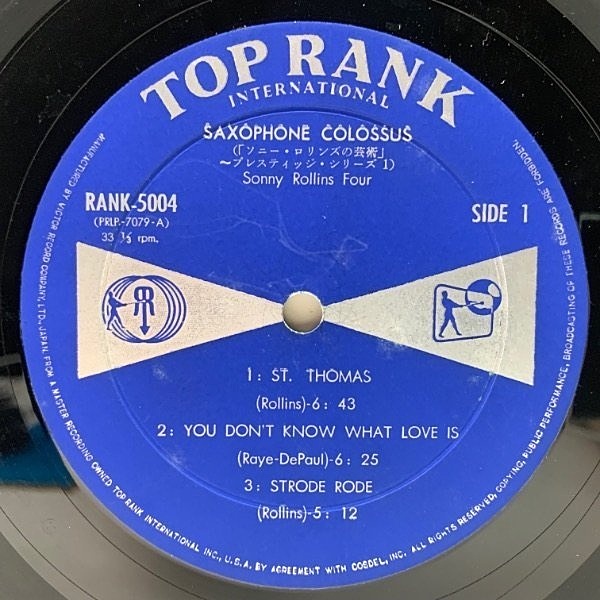 TOP RANK
INTERNATIONAL
SAXOPHONE COLOSSUS
(「ソニー・ロリンズの芸術」
～プレスティッジ・シリーズ 1)
Sonny Rollins Four
RANK-5004
(PRLP-7079-A)
33 ⅓ rpm.
SIDE 1
1: ST. THOMAS
(Rollins)-6: 43
2: YOU DON'T KNOW WHAT LOVE IS
(Raye-DePaul)-6: 25
3: STRODE RODE
(Rollins)-5: 12
MANUFACTURED BY VICTOR RECORD COMPANY, LTD. JAPAN. FROM A MASTER RECORDING OWNED TOP RANK INTERNATIONAL INC., U.S.A. BY AGREEMENT WITH COSDEL, INC. ALL RIGHTS RESERVED, COPYING, PUBLIC PERFORMANCE, BROADCASTING OF THESE RECORDS ARE FORBIDDEN.